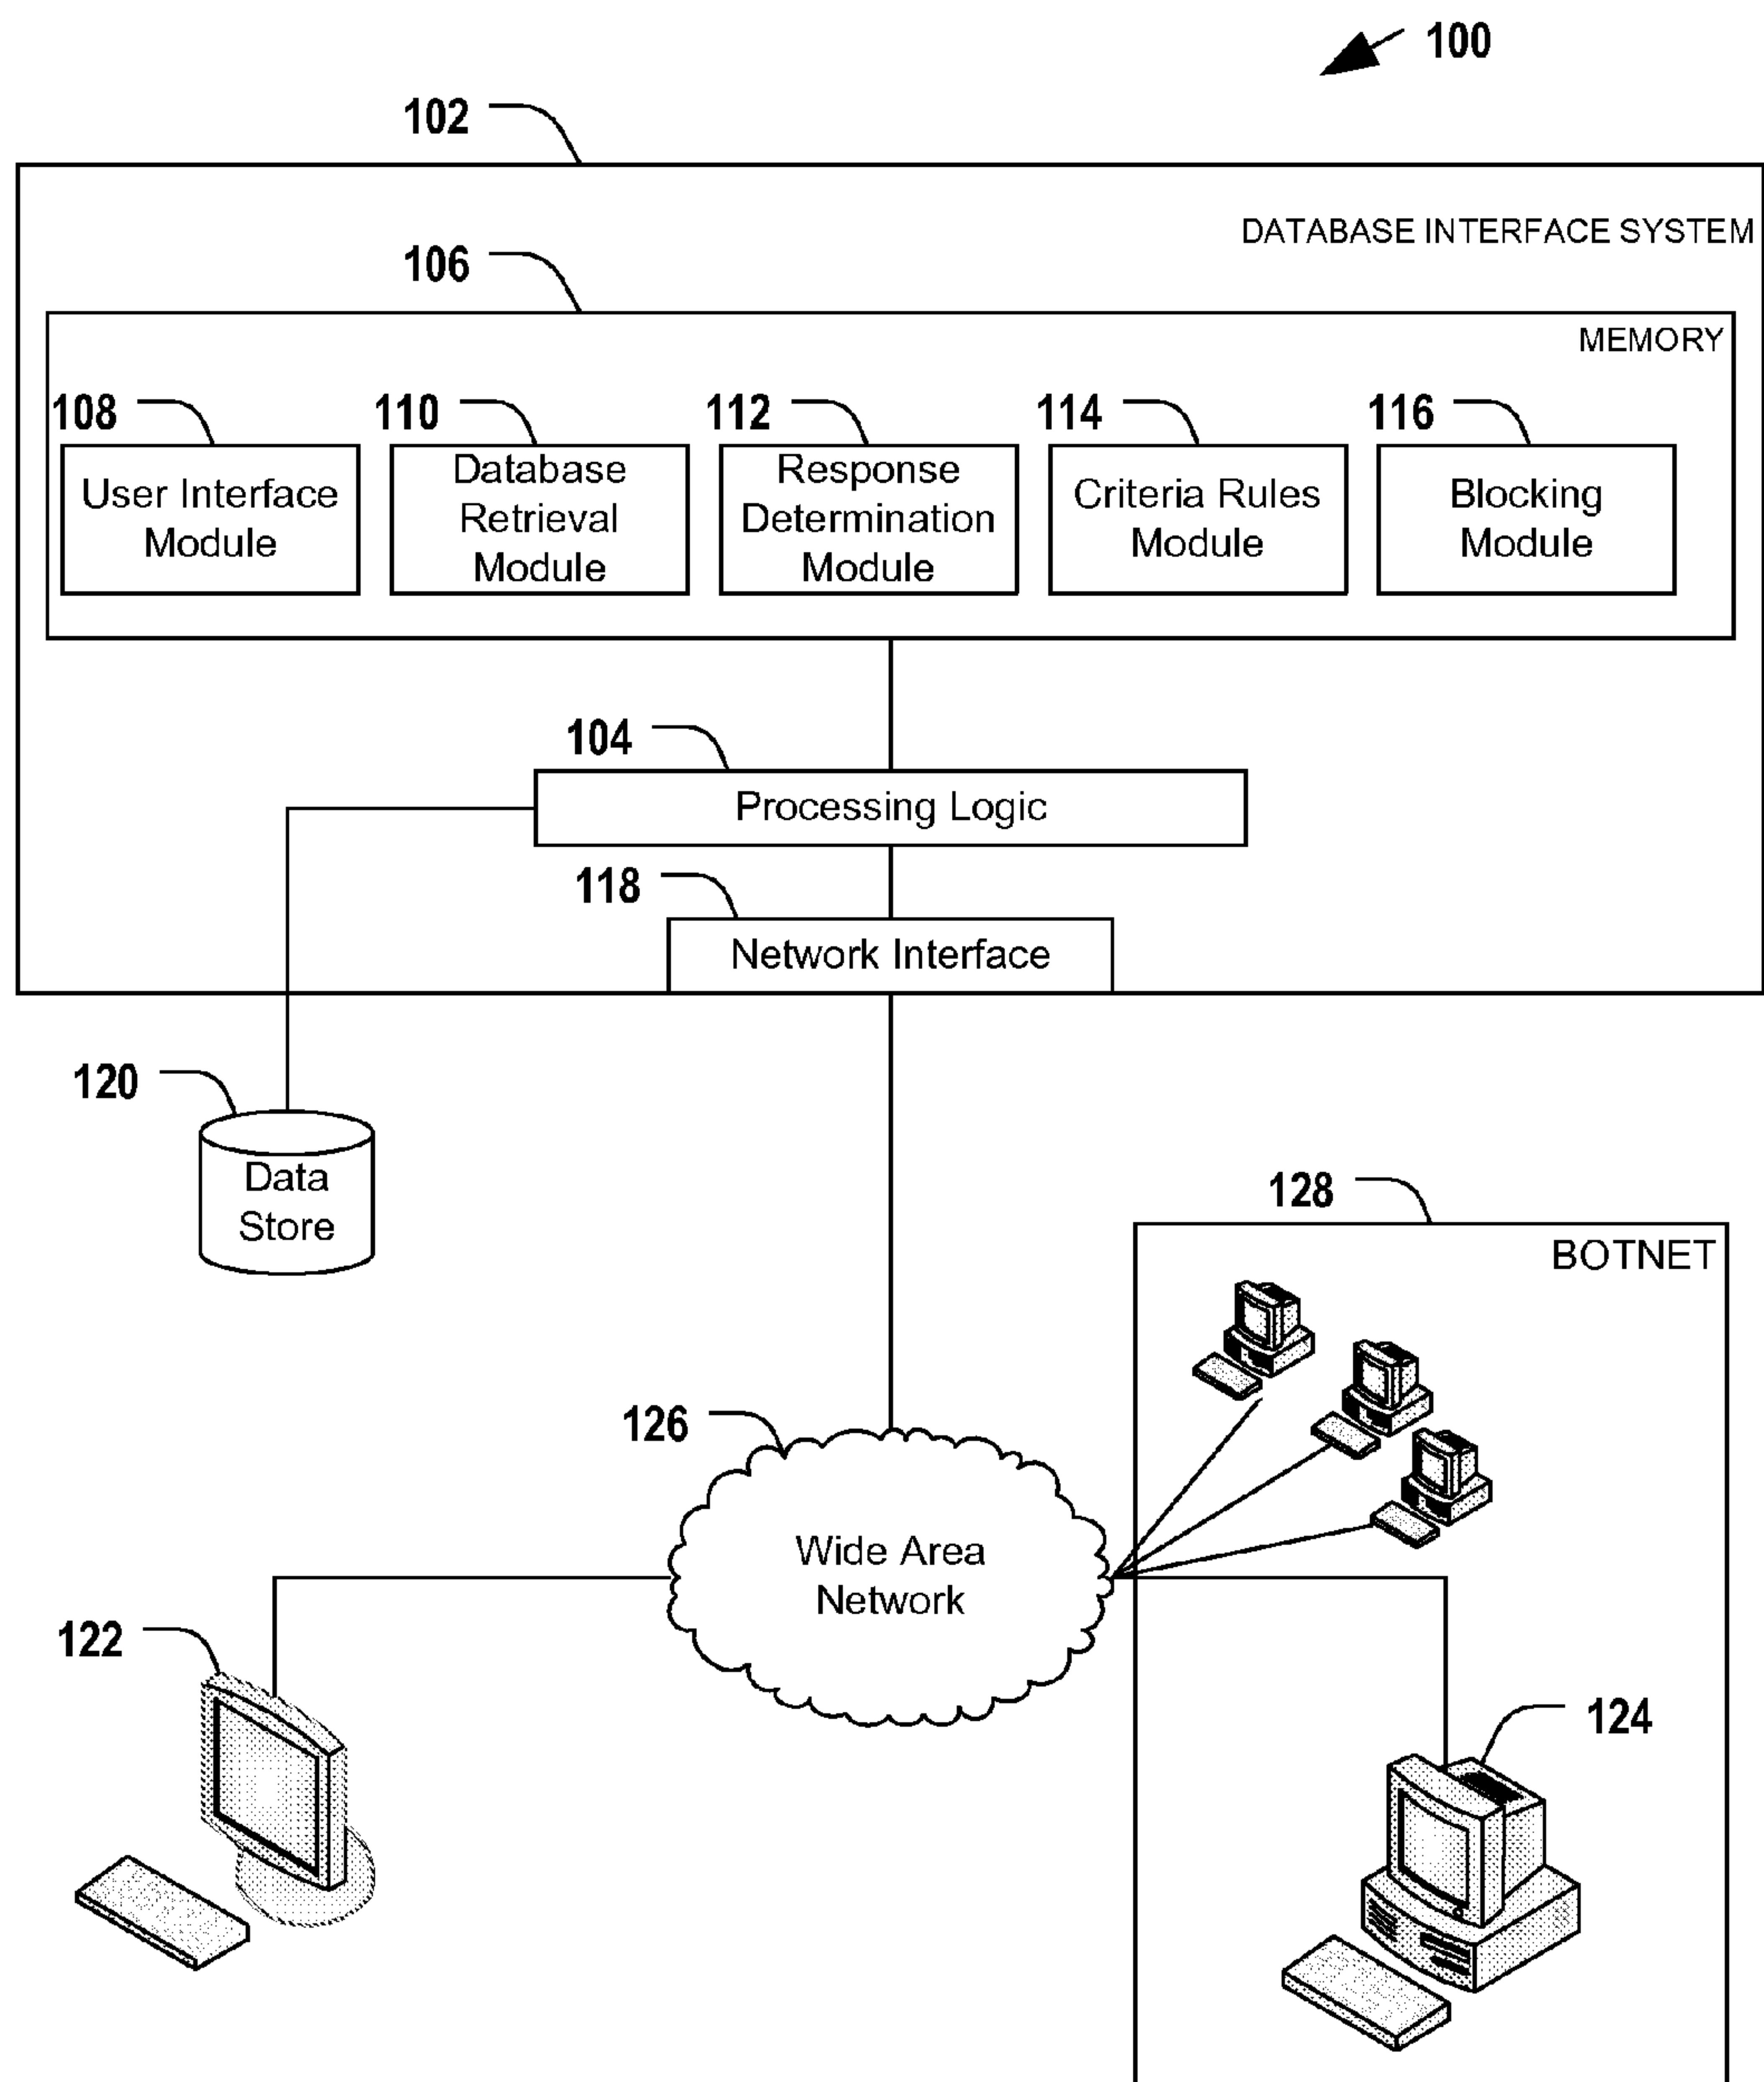 100
102
DATABASE INTERFACE SYSTEM
106
MEMORY
108
110
112
114
116
User Interface
Module
Database
Retrieval
Module
Response
Determination
Module
Criteria Rules
Module
Blocking
Module
104
Processing Logic
118
Network Interface
120
Data
Store
128
BOTNET
126
Wide Area
Network
122
124